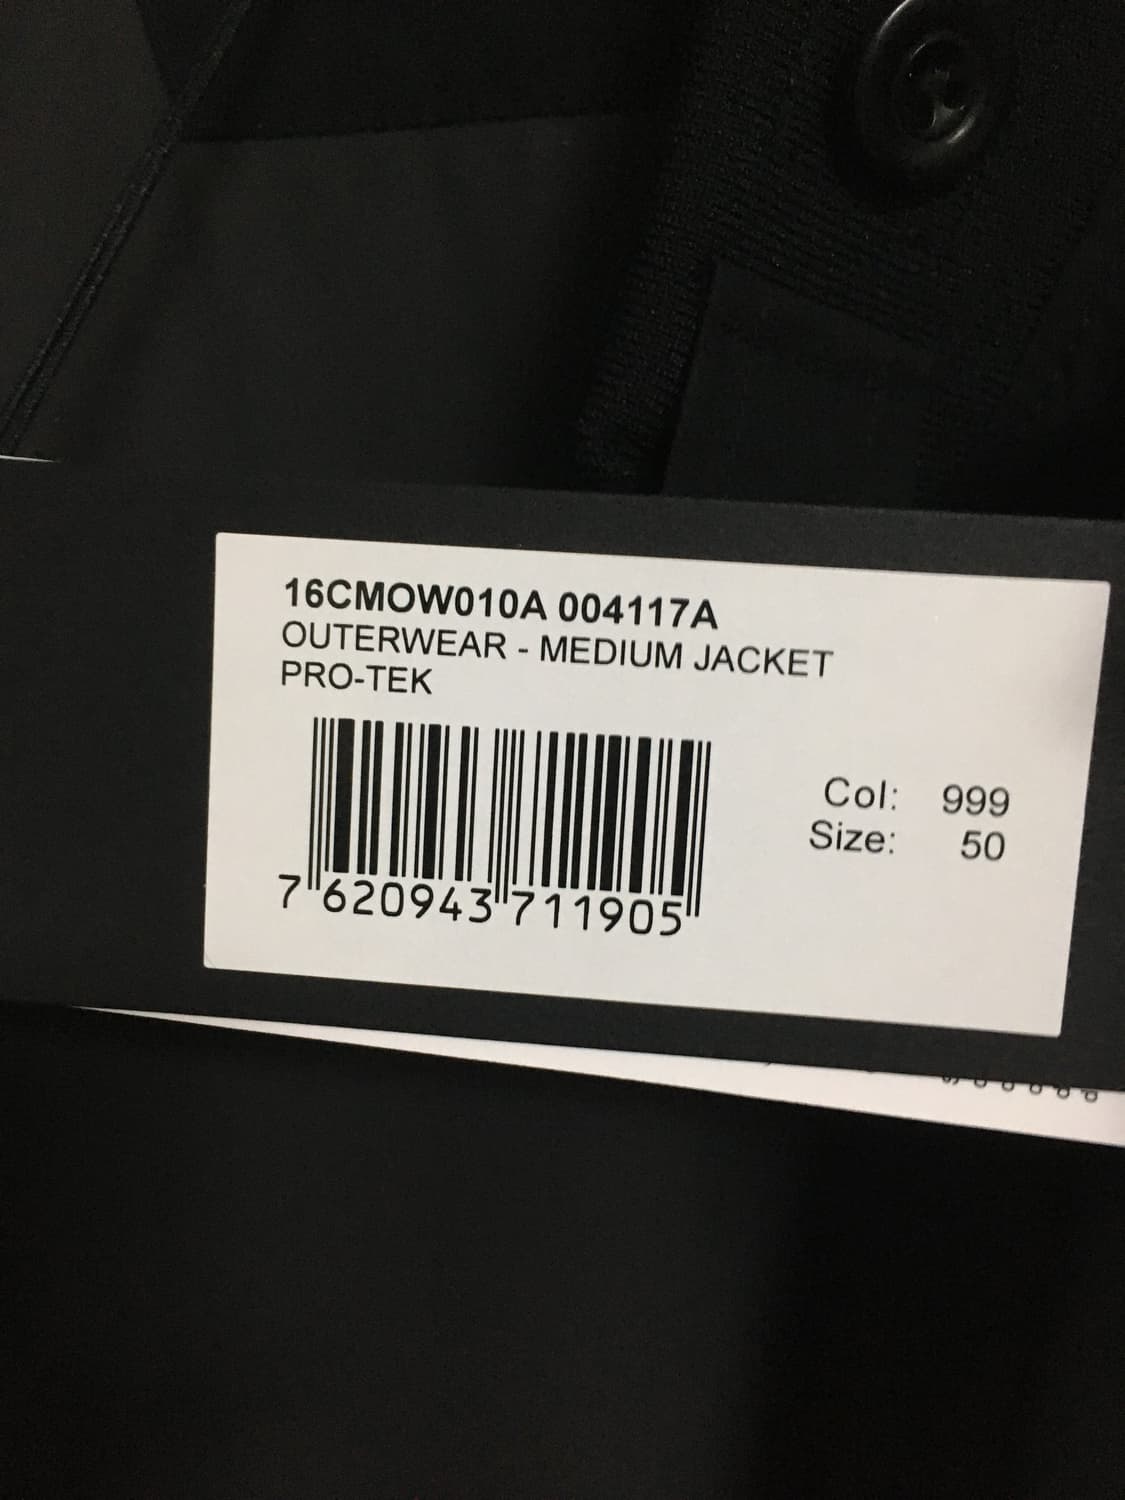 16CMOW010A 004117A
OUTERWEAR - MEDIUM JACKET
PRO-TEK
Col: 999
Size: 50
7 620943 711905